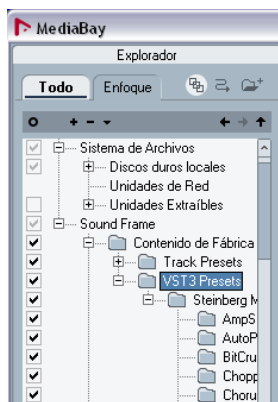 MediaBay
Explorador
Todo Enfoque
Sistema de Archivos
Discos duros locales
Unidades de Red
Unidades Extraíbles
Sound Frame
Contenido de Fábrica
Track Presets
VST3 Presets
Steinberg M
AmpS
AutoP
BitCru
Chopp
Choru